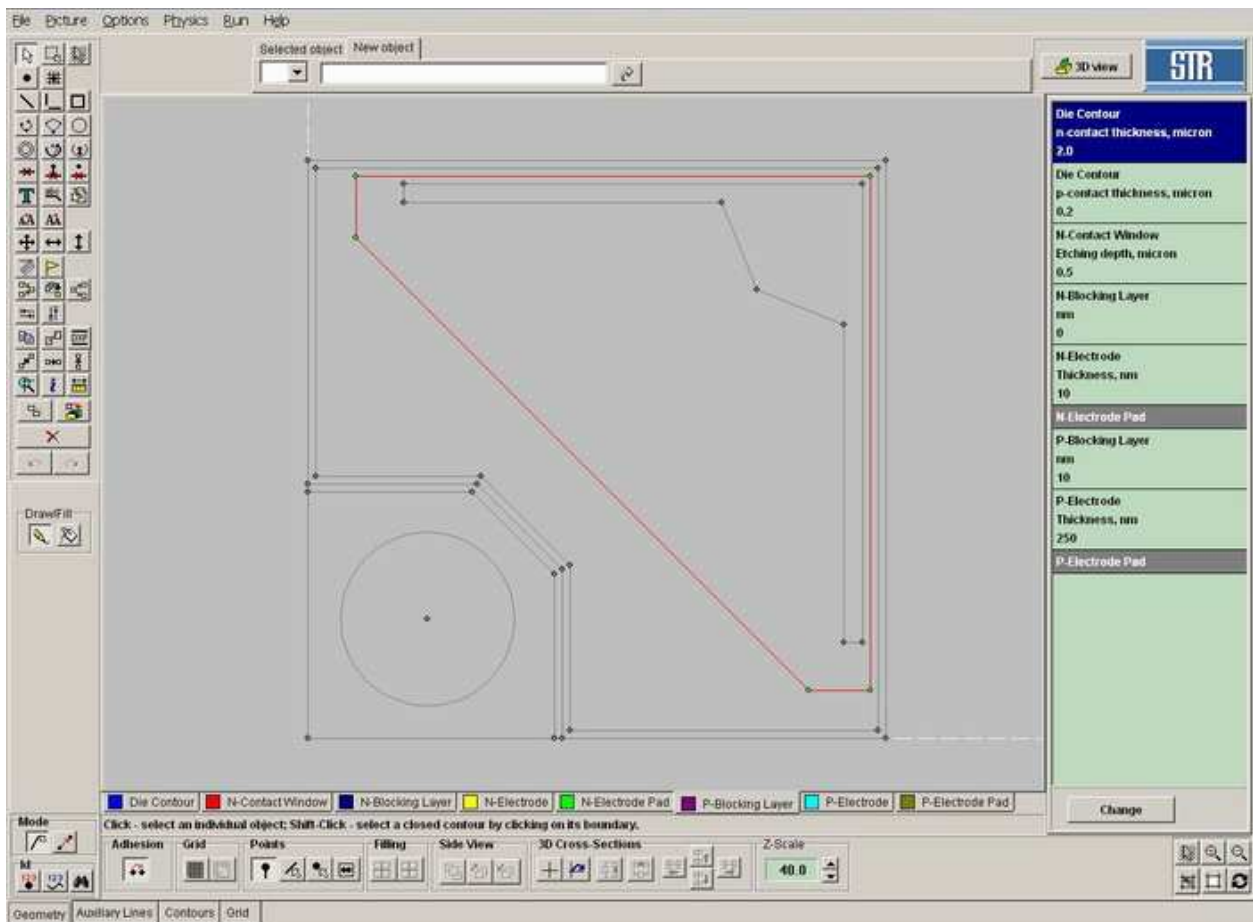 File Picture Options Physics Run Help
Selected object New object
3D view
STR
Die Contour
n-contact thickness, micron
2.0
Die Contour
p-contact thickness, micron
0.2
N-Contact Window
Etching depth, micron
0.5
N-Blocking Layer
nm
0
N-Electrode
Thickness, nm
10
N-Electrode Pad
P-Blocking Layer
nm
10
P-Electrode
Thickness, nm
250
P-Electrode Pad
Draw/Fill
Die Contour N-Contact Window N-Blocking Layer N-Electrode N-Electrode Pad P-Blocking Layer P-Electrode P-Electrode Pad
Change
Click - select an individual object; Shift-Click - select a closed contour by clicking on its boundary.
Mode
Adhesion Grid Points Filling Side View 3D Cross-Sections Z-Scale
40.0
Id
Geometry Auxiliary Lines Contours Grid